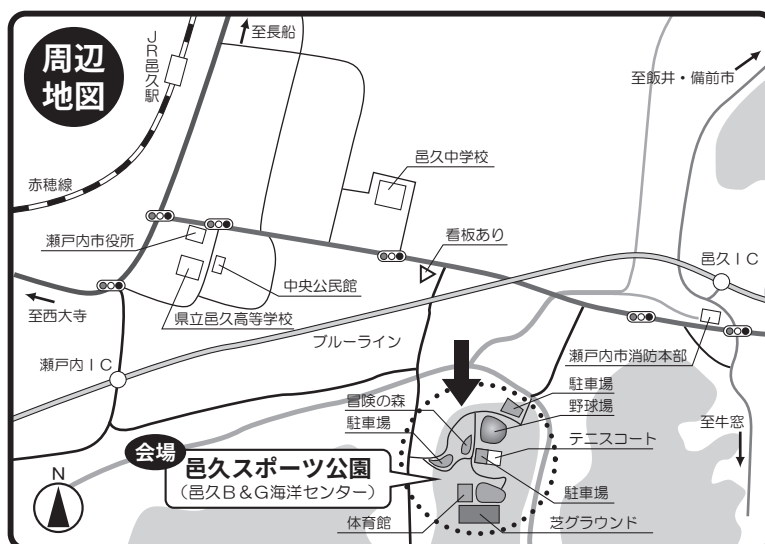 周辺
地図
JR邑久駅
至長船
至飯井・備前市
赤穂線
邑久中学校
瀬戸内市役所
看板あり
邑久IC
中央公民館
至西大寺
県立邑久高等学校
ブルーライン
瀬戸内市消防本部
瀬戸内IC
駐車場
冒険の森
野球場
駐車場
テニスコート
至牛窓
会場
邑久スポーツ公園
(邑久B&G海洋センター)
N
駐車場
体育館
芝グラウンド